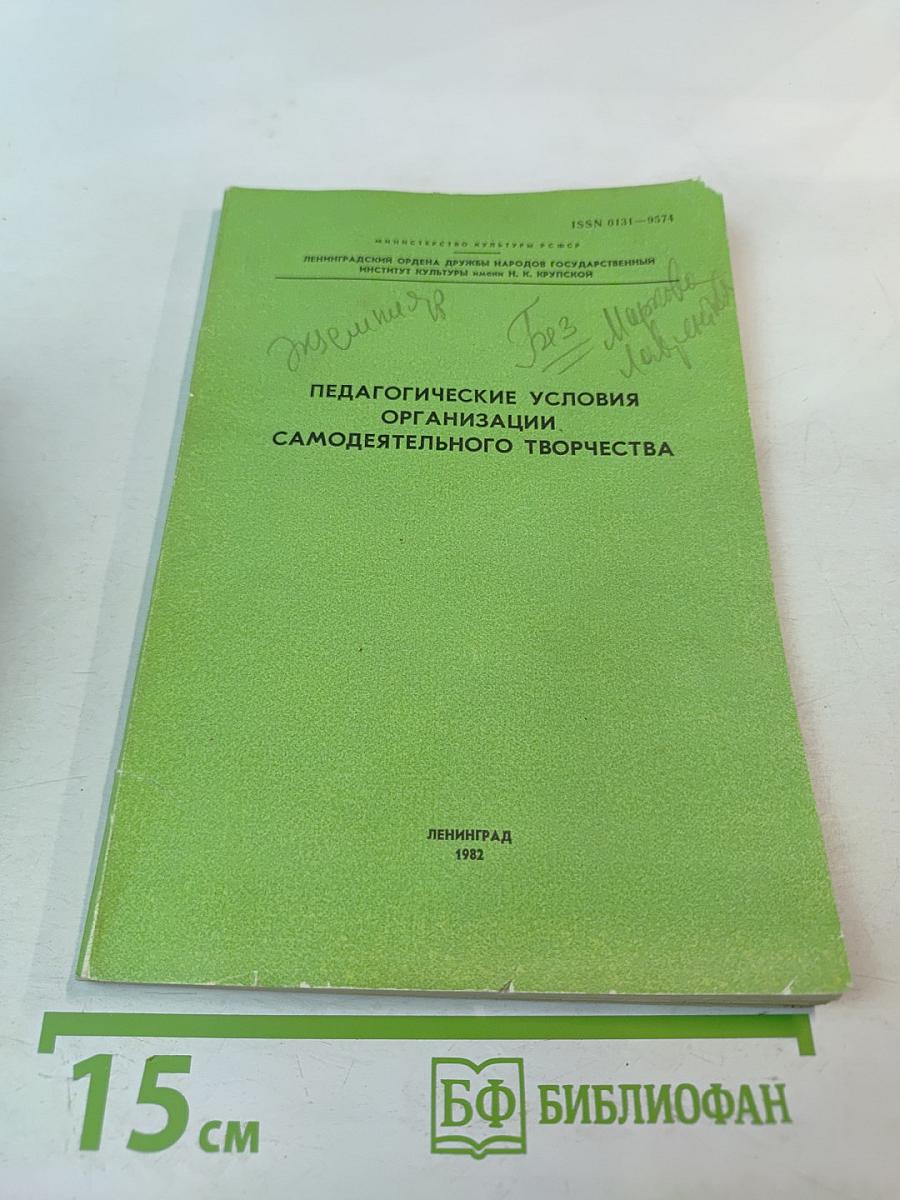 ISSN 0131—9574
МИНИСТЕРСТВО КУЛЬТУРЫ РСФСР
ЛЕНИНГРАДСКИЙ ОРДЕНА ДРУЖБЫ НАРОДОВ ГОСУДАРСТВЕННЫЙ
ИНСТИТУТ КУЛЬТУРЫ имени Н. К. КРУПСКОЙ
Экземпляр
Без
ПЕДАГОГИЧЕСКИЕ УСЛОВИЯ
ОРГАНИЗАЦИИ
САМОДЕЯТЕЛЬНОГО ТВОРЧЕСТВА
ЛЕНИНГРАД
1982
15 см
БФ БИБЛИОФАН